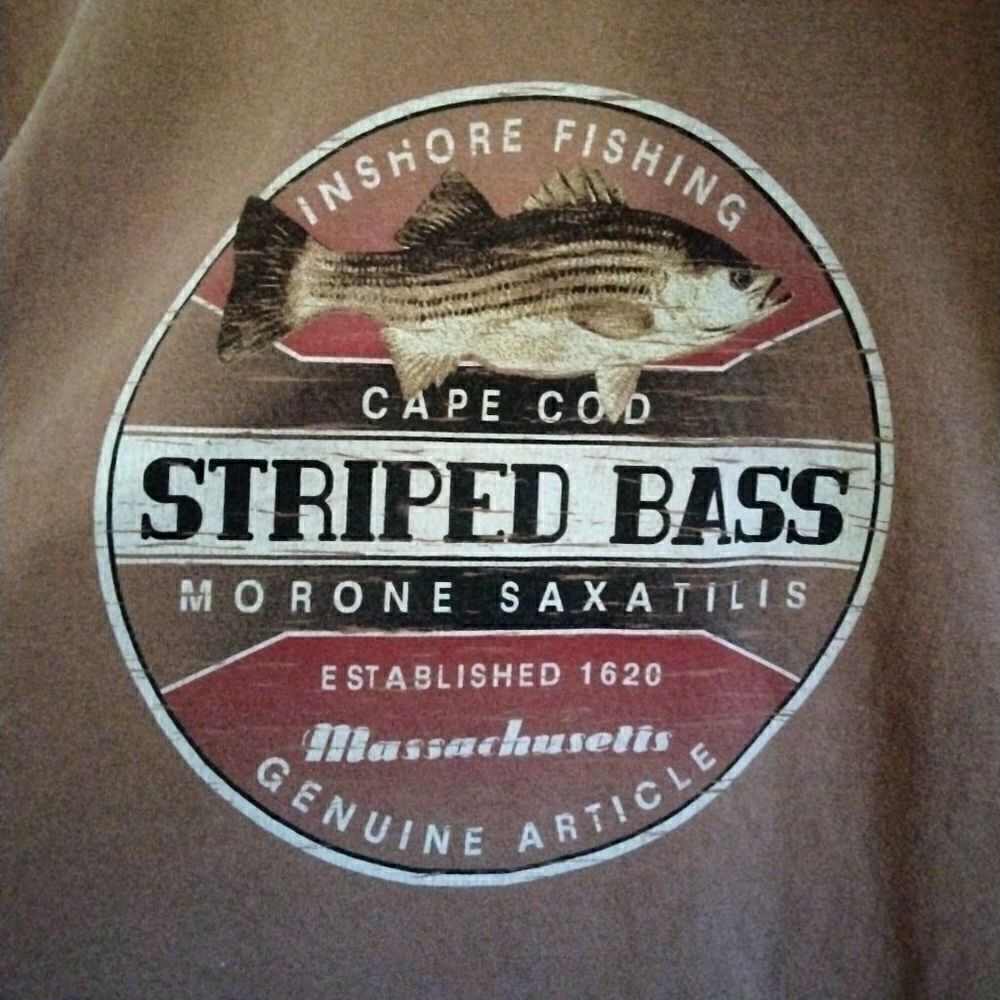 INSHORE FISHING
CAPE COD
STRIPED BASS
MORONE SAXATILIS
ESTABLISHED 1620
Massachusetts
GENUINE ARTICLE